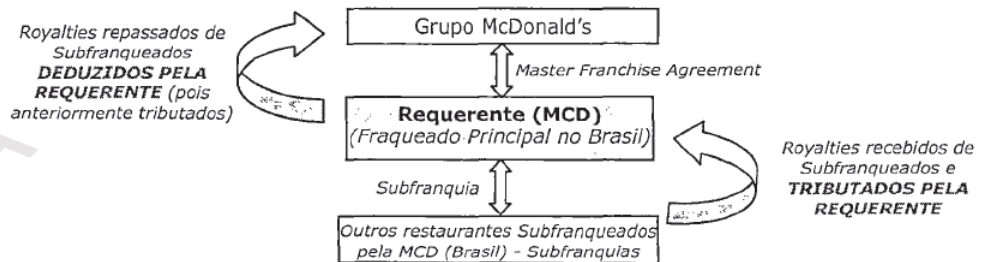 Grupo McDonald's
Royalties repassados de
Subfranqueados
DEDUZIDOS PELA
REQUERENTE (pois
anteriormente tributados)
Master Franchise Agreement
Requerente (MCD)
(Fraqueado Principal no Brasil)
Royalties recebidos de
Subfranqueados e
TRIBUTADOS PELA
REQUERENTE
Subfranquia
Outros restaurantes Subfranqueados
pela MCD (Brasil) - Subfranquias